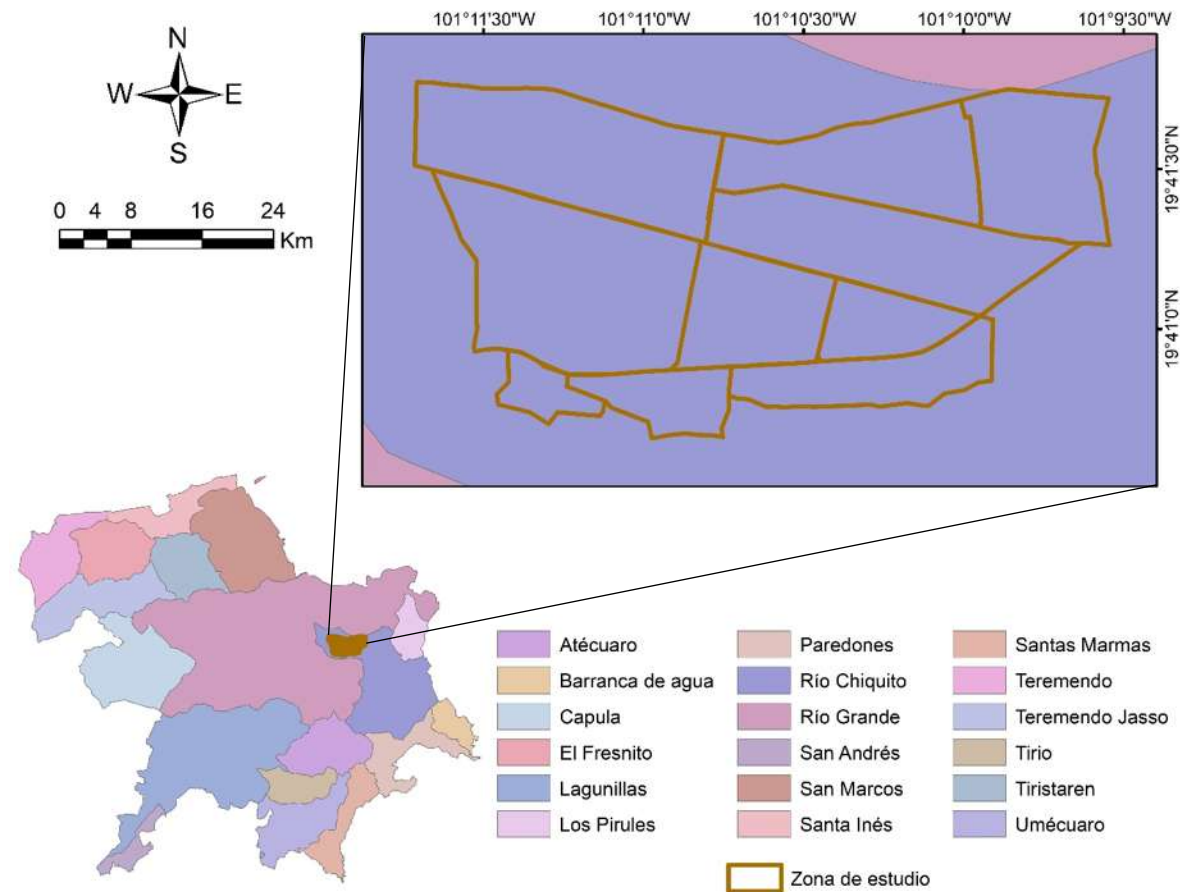 101°11'30"W 101°11'0"W 101°10'30"W 101°10'0"W 101°9'30"W
N
W E
S
19°41'30"N
0 4 8 16 24
Km
19°41'0"N
Atécuaro
Barranca de agua
Capula
El Fresnito
Lagunillas
Los Pirules
Paredones
Río Chiquito
Río Grande
San Andrés
San Marcos
Santa Inés
Santas Marmas
Teremendo
Teremendo Jasso
Tirio
Tiristaren
Umécuaro
Zona de estudio